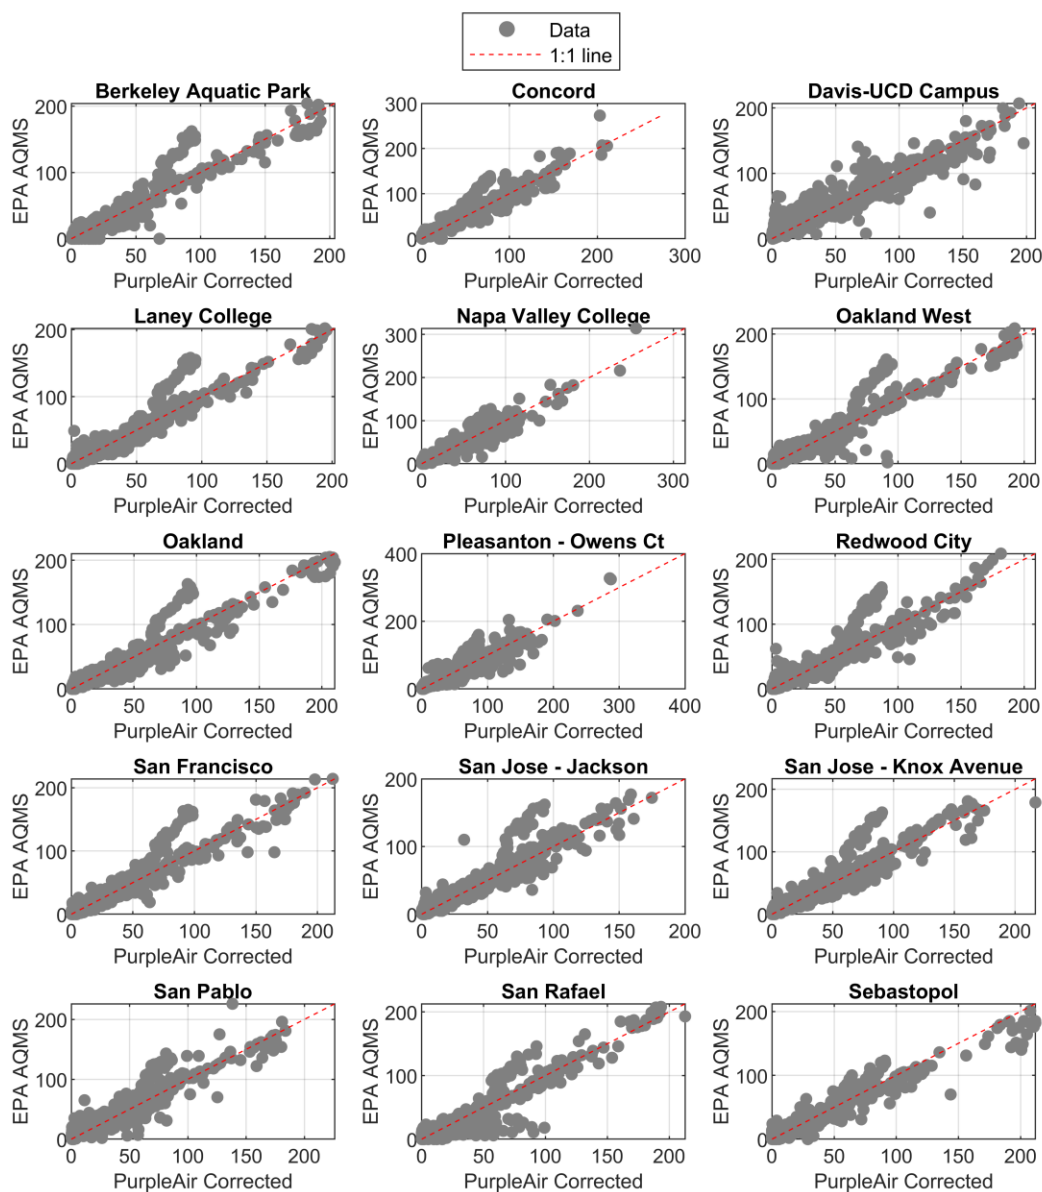 Data
1:1 line
Berkeley Aquatic Park
EPA AQMS
200
100
0
0 50 100 150 200
PurpleAir Corrected
Concord
EPA AQMS
300
200
100
0
0 100 200 300
PurpleAir Corrected
Davis-UCD Campus
EPA AQMS
200
100
0
0 50 100 150 200
PurpleAir Corrected
Laney College
EPA AQMS
200
100
0
0 50 100 150 200
PurpleAir Corrected
Napa Valley College
EPA AQMS
300
200
100
0
0 100 200 300
PurpleAir Corrected
Oakland West
EPA AQMS
200
100
0
0 50 100 150 200
PurpleAir Corrected
Oakland
EPA AQMS
200
100
0
0 50 100 150 200
PurpleAir Corrected
Pleasanton - Owens Ct
EPA AQMS
400
200
0
0 100 200 300 400
PurpleAir Corrected
Redwood City
EPA AQMS
200
100
0
0 50 100 150 200
PurpleAir Corrected
San Francisco
EPA AQMS
200
100
0
0 50 100 150 200
PurpleAir Corrected
San Jose - Jackson
EPA AQMS
200
100
0
0 50 100 150 200
PurpleAir Corrected
San Jose - Knox Avenue
EPA AQMS
200
100
0
0 50 100 150 200
PurpleAir Corrected
San Pablo
EPA AQMS
200
100
0
0 50 100 150 200
PurpleAir Corrected
San Rafael
EPA AQMS
200
100
0
0 50 100 150 200
PurpleAir Corrected
Sebastopol
EPA AQMS
200
100
0
0 50 100 150 200
PurpleAir Corrected